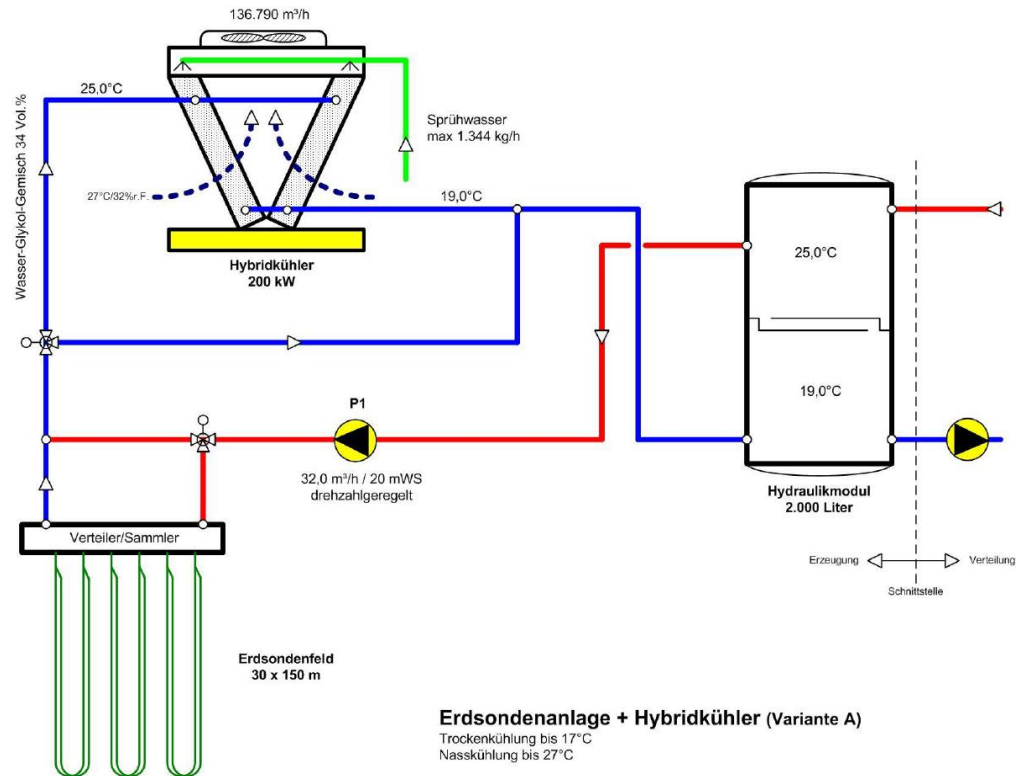 136.790 m³/h
25,0°C
Wasser-Glykol-Gemisch 34 Vol.%
Sprühwasser
max 1.344 kg/h
27°C/32%r.F.
19,0°C
Hybridkühler
200 kW
25,0°C
19,0°C
P1
32,0 m³/h / 20 mWS
drehzahlgeregelt
Hydraulikmodul
2.000 Liter
Verteiler/Sammler
Erzeugung
Verteilung
Schnittstelle
Erdsondenfeld
30 x 150 m
Erdsondenanlage + Hybridkühler (Variante A)
Trockenkühlung bis 17°C
Nasskühlung bis 27°C